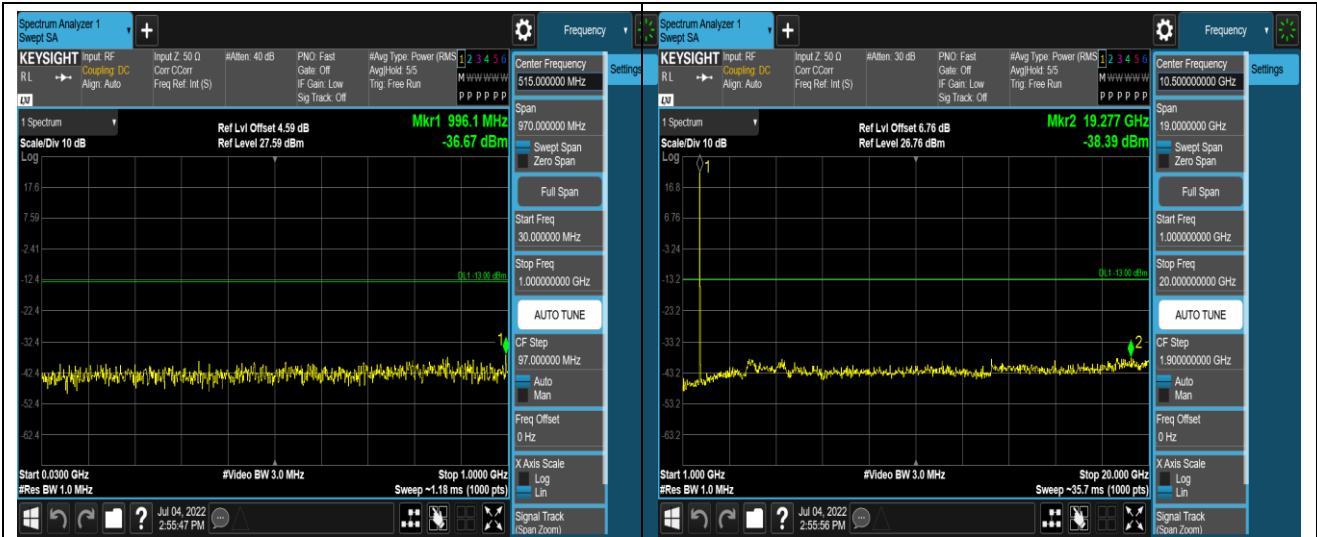 Spectrum Analyzer 1
Swept SA
+
Frequency
KEYSIGHT
RL
LXI
Input: RF
Coupling: DC
Align: Auto
Input Z: 50 Ω
Corr CCorr
Freq Ref: Int (S)
#Atten: 40 dB
PNO: Fast
Gate: Off
IF Gain: Low
Sig Track: Off
#Avg Type: Power (RMS
Avg|Hold: 5/5
Trig: Free Run
1 2 3 4 5 6
M W W W W W
P P P P P P
1 Spectrum
Scale/Div 10 dB
Log
Ref Lvl Offset 4.59 dB
Ref Level 27.59 dBm
Mkr1 996.1 MHz
-36.67 dBm
17.6
7.59
-2.41
-12.4
-22.4
-32.4
-42.4
-52.4
-62.4
DL1 -13.00 dBm
1
Start 0.0300 GHz
#Res BW 1.0 MHz
#Video BW 3.0 MHz
Stop 1.0000 GHz
Sweep ~1.18 ms (1000 pts)
Center Frequency
515.000000 MHz
Settings
Span
970.000000 MHz
Swept Span
Zero Span
Full Span
Start Freq
30.000000 MHz
Stop Freq
1.000000000 GHz
AUTO TUNE
CF Step
97.000000 MHz
Auto
Man
Freq Offset
0 Hz
X Axis Scale
Log
Lin
Signal Track
(Span Zoom)
?
Jul 04, 2022
2:55:47 PM
Spectrum Analyzer 1
Swept SA
+
Frequency
KEYSIGHT
RL
LXI
Input: RF
Coupling: DC
Align: Auto
Input Z: 50 Ω
Corr CCorr
Freq Ref: Int (S)
#Atten: 30 dB
PNO: Fast
Gate: Off
IF Gain: Low
Sig Track: Off
#Avg Type: Power (RMS
Avg|Hold: 5/5
Trig: Free Run
1 2 3 4 5 6
M W W W W W
P P P P P P
1 Spectrum
Scale/Div 10 dB
Log
Ref Lvl Offset 6.76 dB
Ref Level 26.76 dBm
Mkr2 19.277 GHz
-38.39 dBm
1
16.8
6.76
-3.24
-13.2
-23.2
-33.2
-43.2
-53.2
-63.2
DL1 -13.00 dBm
2
Start 1.000 GHz
#Res BW 1.0 MHz
#Video BW 3.0 MHz
Stop 20.000 GHz
Sweep ~35.7 ms (1000 pts)
Center Frequency
10.500000000 GHz
Settings
Span
19.0000000 GHz
Swept Span
Zero Span
Full Span
Start Freq
1.000000000 GHz
Stop Freq
20.000000000 GHz
AUTO TUNE
CF Step
1.900000000 GHz
Auto
Man
Freq Offset
0 Hz
X Axis Scale
Log
Lin
Signal Track
(Span Zoom)
?
Jul 04, 2022
2:55:56 PM